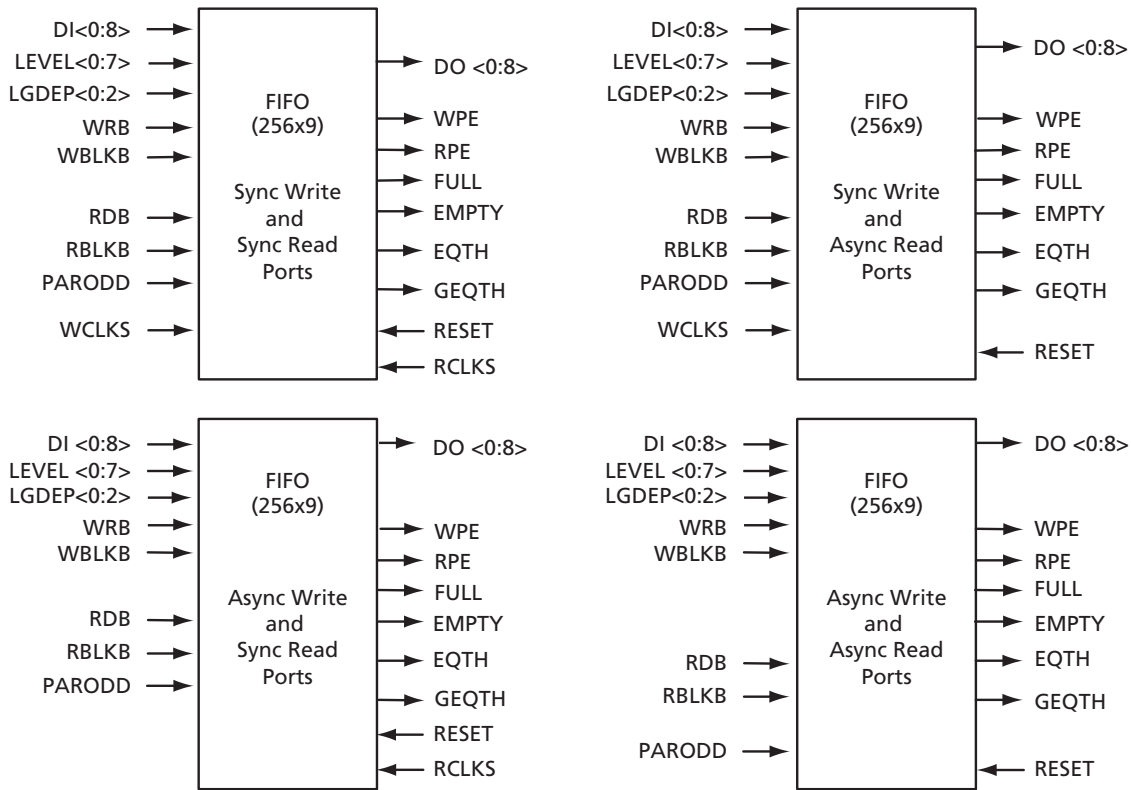 DI<0:8>
LEVEL<0:7>
LGDEP<0:2>
WRB
WBLKB
RDB
RBLKB
PARODD
WCLKS
FIFO
(256x9)
Sync Write
and
Sync Read
Ports
DO <0:8>
WPE
RPE
FULL
EMPTY
EQTH
GEQTH
RESET
RCLKS
DI<0:8>
LEVEL<0:7>
LGDEP<0:2>
WRB
WBLKB
RDB
RBLKB
PARODD
WCLKS
FIFO
(256x9)
Sync Write
and
Async Read
Ports
DO <0:8>
WPE
RPE
FULL
EMPTY
EQTH
GEQTH
RESET
DI <0:8>
LEVEL <0:7>
LGDEP<0:2>
WRB
WBLKB
RDB
RBLKB
PARODD
FIFO
(256x9)
Async Write
and
Sync Read
Ports
DO <0:8>
WPE
RPE
FULL
EMPTY
EQTH
GEQTH
RESET
RCLKS
DI <0:8>
LEVEL <0:7>
LGDEP<0:2>
WRB
WBLKB
RDB
RBLKB
PARODD
FIFO
(256x9)
Async Write
and
Async Read
Ports
DO <0:8>
WPE
RPE
FULL
EMPTY
EQTH
GEQTH
RESET